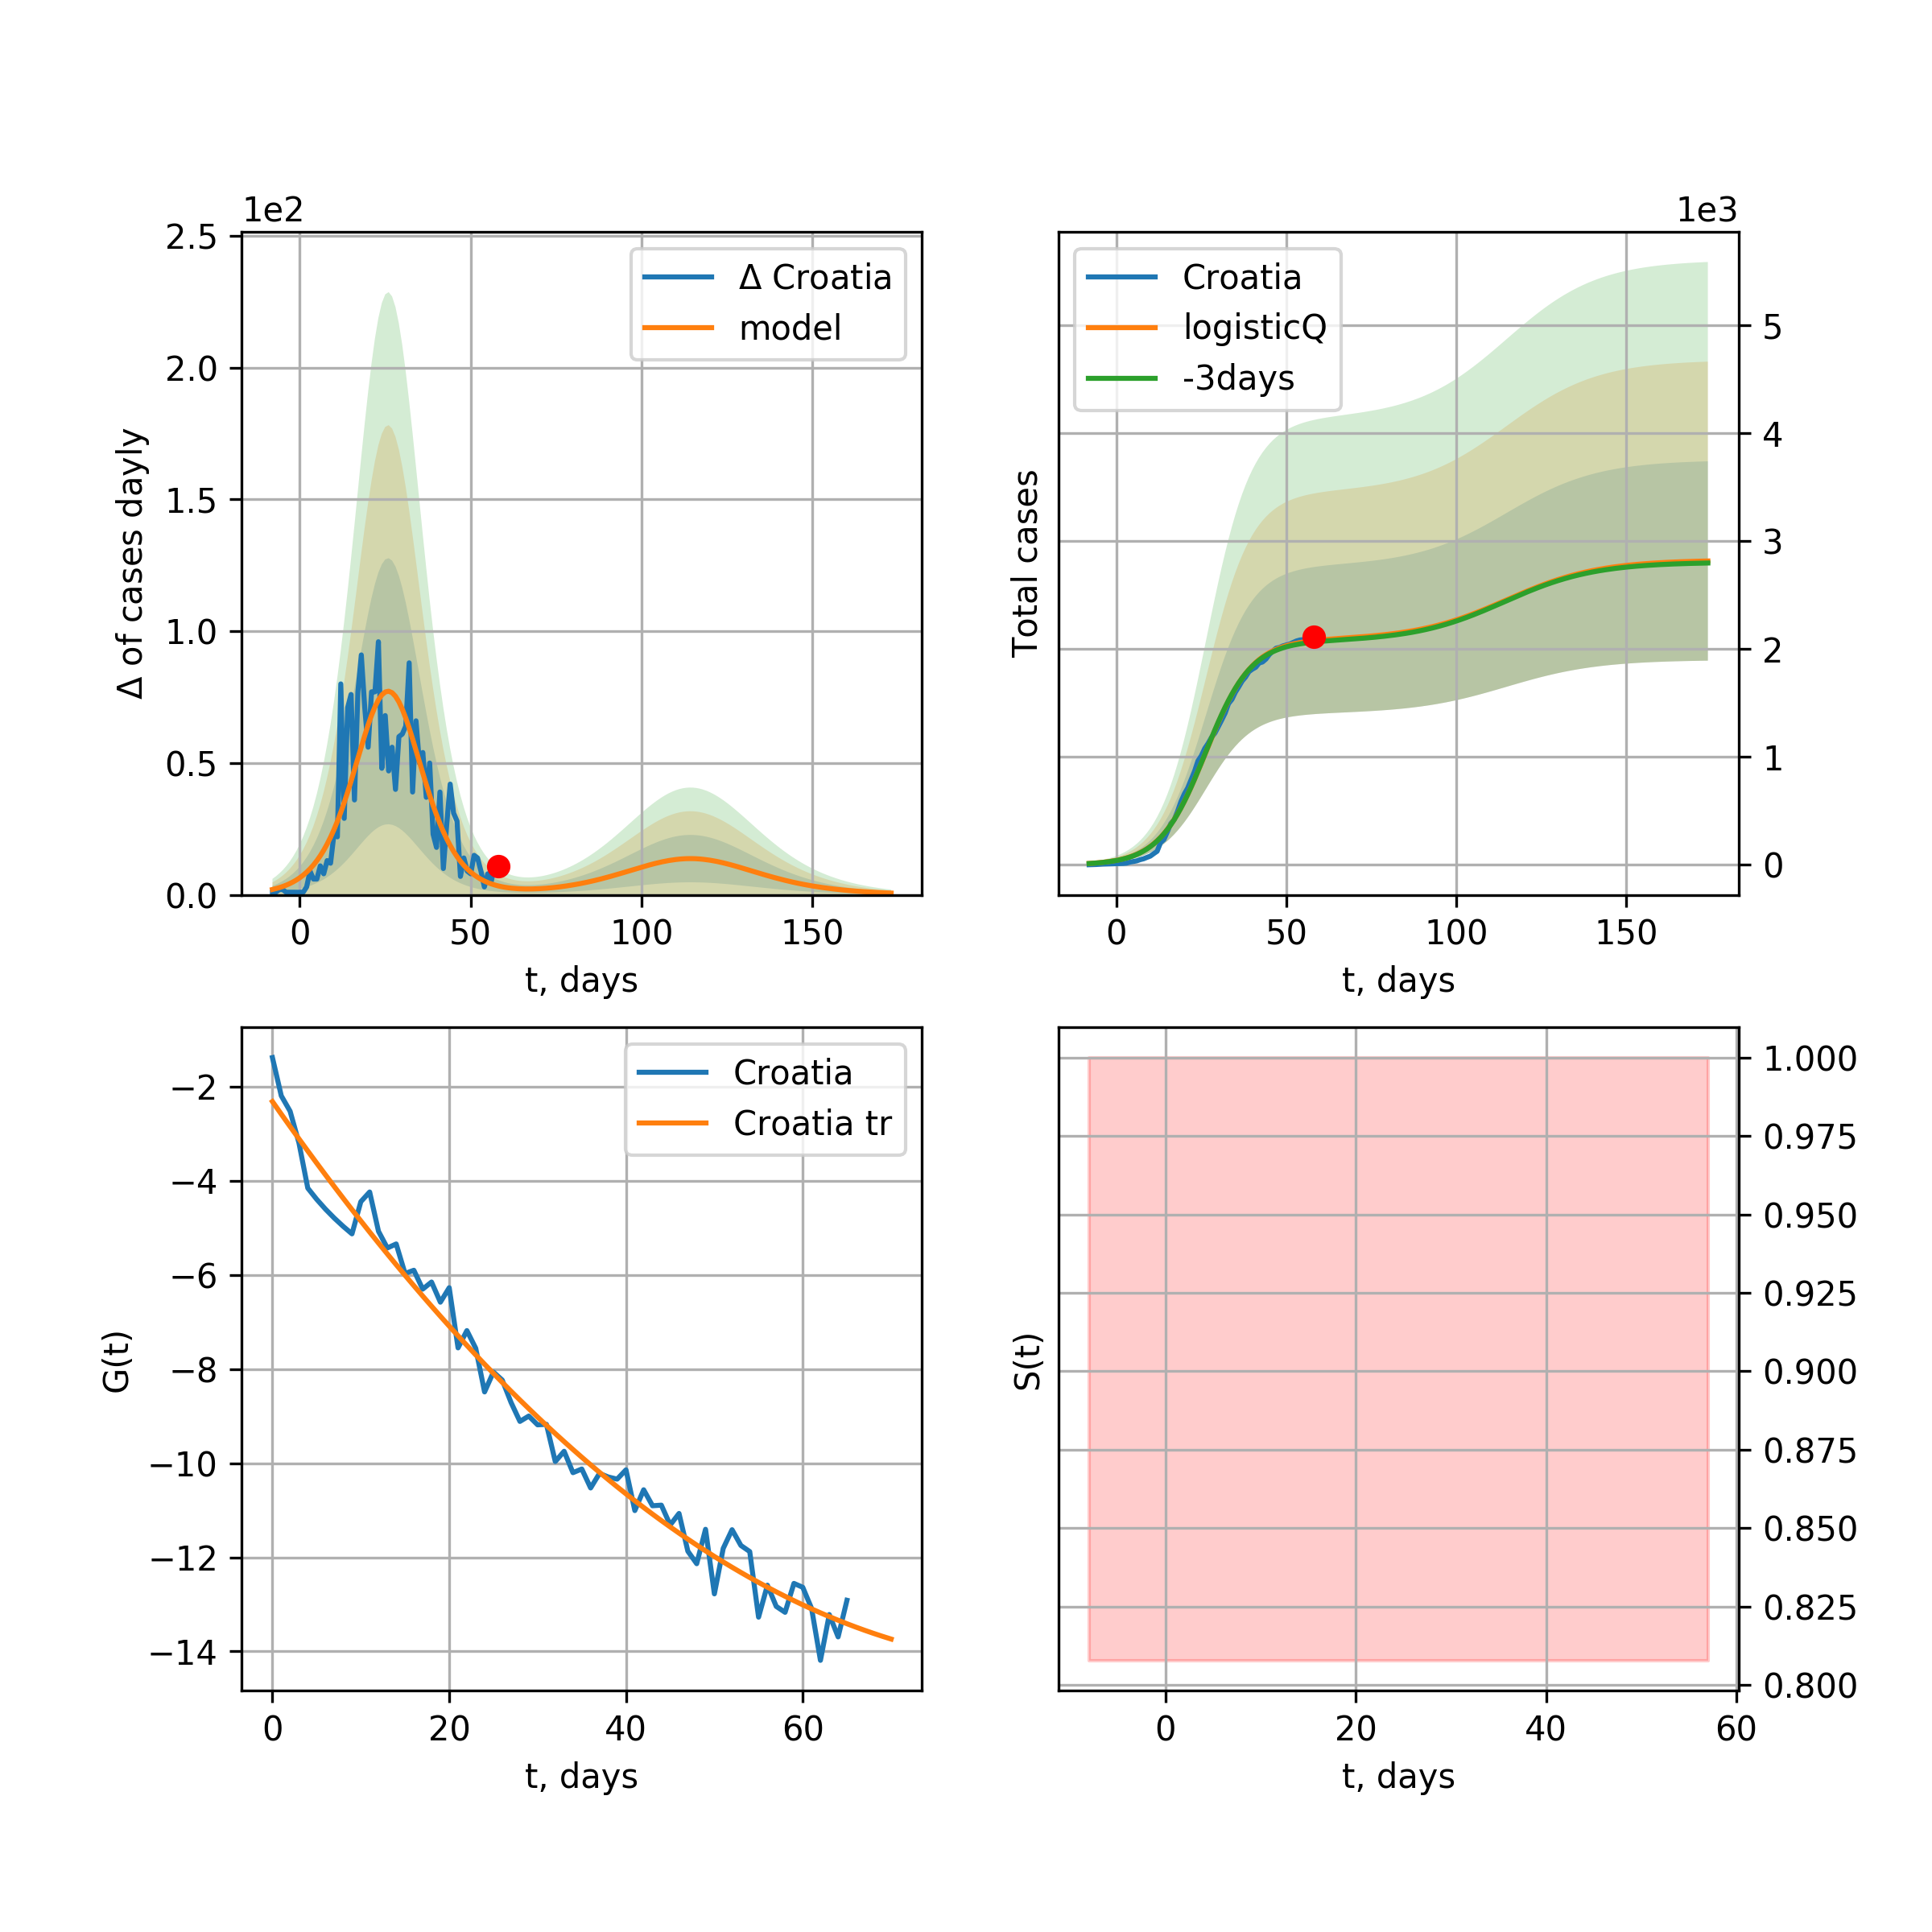 1e2
2.5
2.0
1.5
1.0
0.5
0.0
Δ of cases dayly
Δ Croatia
model
0 50 100 150
t, days
1e3
Croatia
logisticQ
-3days
Total cases
5
4
3
2
1
0
0 50 100 150
t, days
−2
−4
−6
−8
−10
−12
−14
G(t)
Croatia
Croatia tr
0 20 40 60
t, days
S(t)
1.000
0.975
0.950
0.925
0.900
0.875
0.850
0.825
0.800
0 20 40 60
t, days